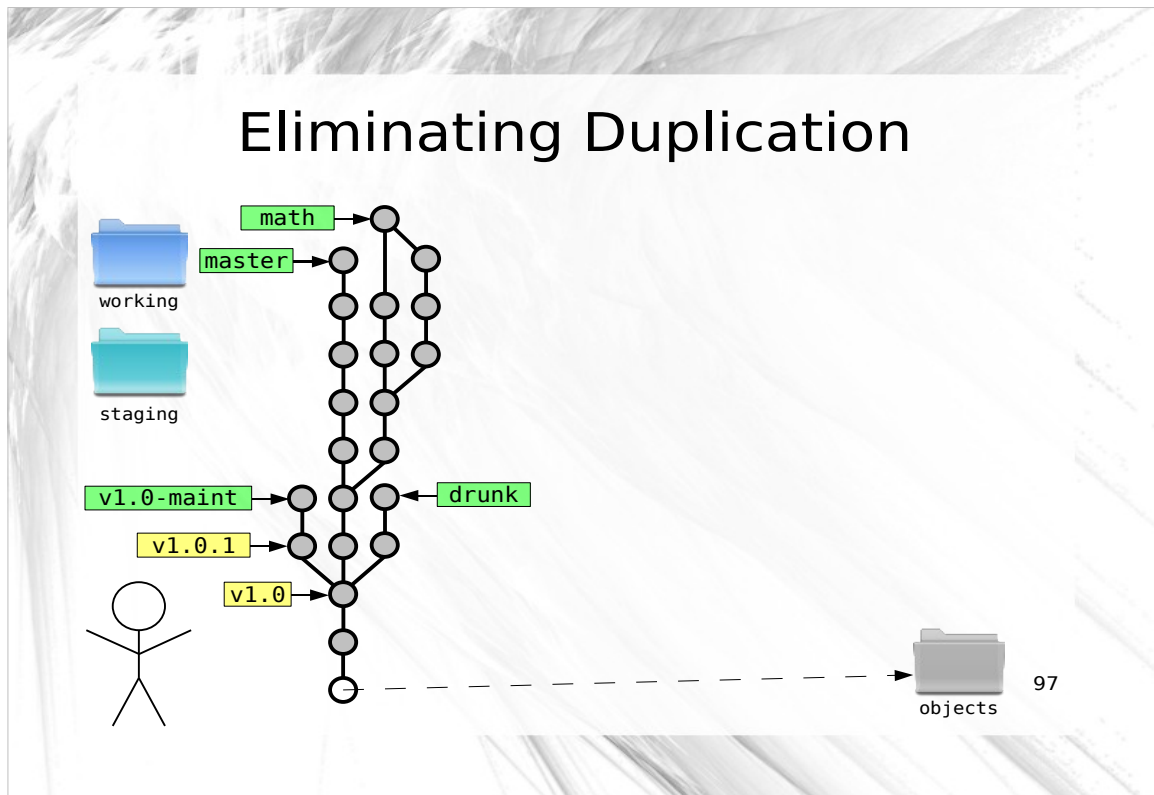 Eliminating Duplication
math
master
working
staging
v1.0-maint
drunk
v1.0.1
v1.0
97
objects